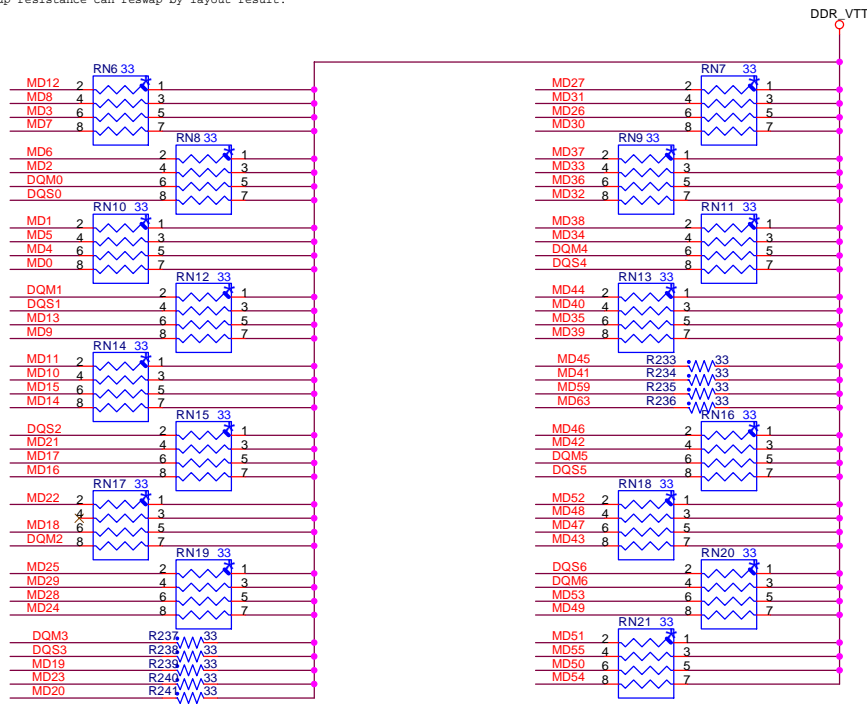 up resistance can reswap by layout result.
DDR_VTT
RN6 33
MD12 2 1
MD8 4 3
MD3 6 5
MD7 8 7
RN8 33
MD6 2 1
MD2 4 3
DQM0 6 5
DQS0 8 7
RN10 33
MD1 2 1
MD5 4 3
MD4 6 5
MD0 8 7
RN12 33
DQM1 2 1
DQS1 4 3
MD13 6 5
MD9 8 7
RN14 33
MD11 2 1
MD10 4 3
MD15 6 5
MD14 8 7
RN15 33
DQS2 2 1
MD21 4 3
MD17 6 5
MD16 8 7
RN17 33
MD22 2 1
4 3
MD18 6 5
DQM2 8 7
RN19 33
MD25 2 1
MD29 4 3
MD28 6 5
MD24 8 7
DQM3 R237 33
DQS3 R238 33
MD19 R239 33
MD23 R240 33
MD20 R241 33
RN7 33
MD27 2 1
MD31 4 3
MD26 6 5
MD30 8 7
RN9 33
MD37 2 1
MD33 4 3
MD36 6 5
MD32 8 7
RN11 33
MD38 2 1
MD34 4 3
DQM4 6 5
DQS4 8 7
RN13 33
MD44 2 1
MD40 4 3
MD35 6 5
MD39 8 7
MD45 R233 33
MD41 R234 33
MD59 R235 33
MD63 R236 33
RN16 33
MD46 2 1
MD42 4 3
DQM5 6 5
DQS5 8 7
RN18 33
MD52 2 1
MD48 4 3
MD47 6 5
MD43 8 7
RN20 33
DQS6 2 1
DQM6 4 3
MD53 6 5
MD49 8 7
RN21 33
MD51 2 1
MD55 4 3
MD50 6 5
MD54 8 7